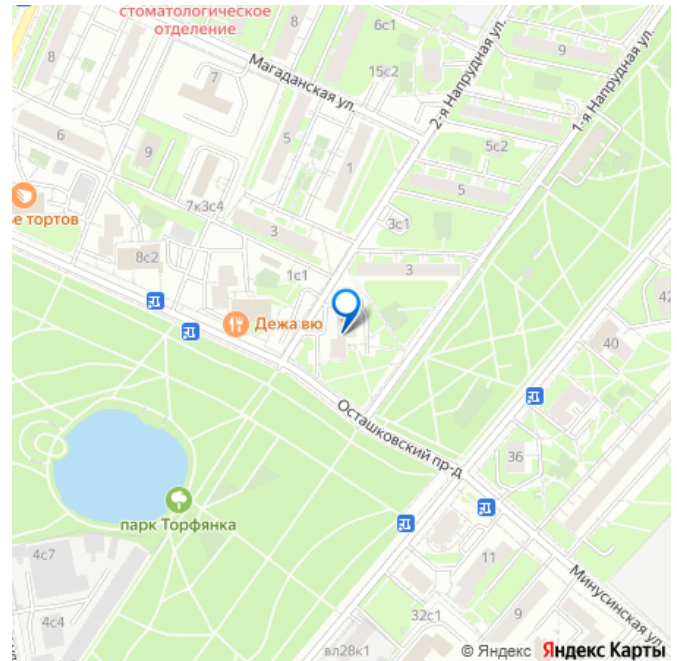 стоматологическое
отделение
6с1
8
8
9
7
15с2
Магаданская ул.
2-я Напрудная ул.
1-я Напрудная ул.
6
9
5
1
5с2
5
7к3с4
е тортов
3
3с1
8с2
1с1
3
42
Дежа вю
40
Осташковский пр-д
36
парк Торфянка
4с7
11
Минусинская ул.
4с4
32с1
9
вл28к1
© Яндекс Яндекс Карты